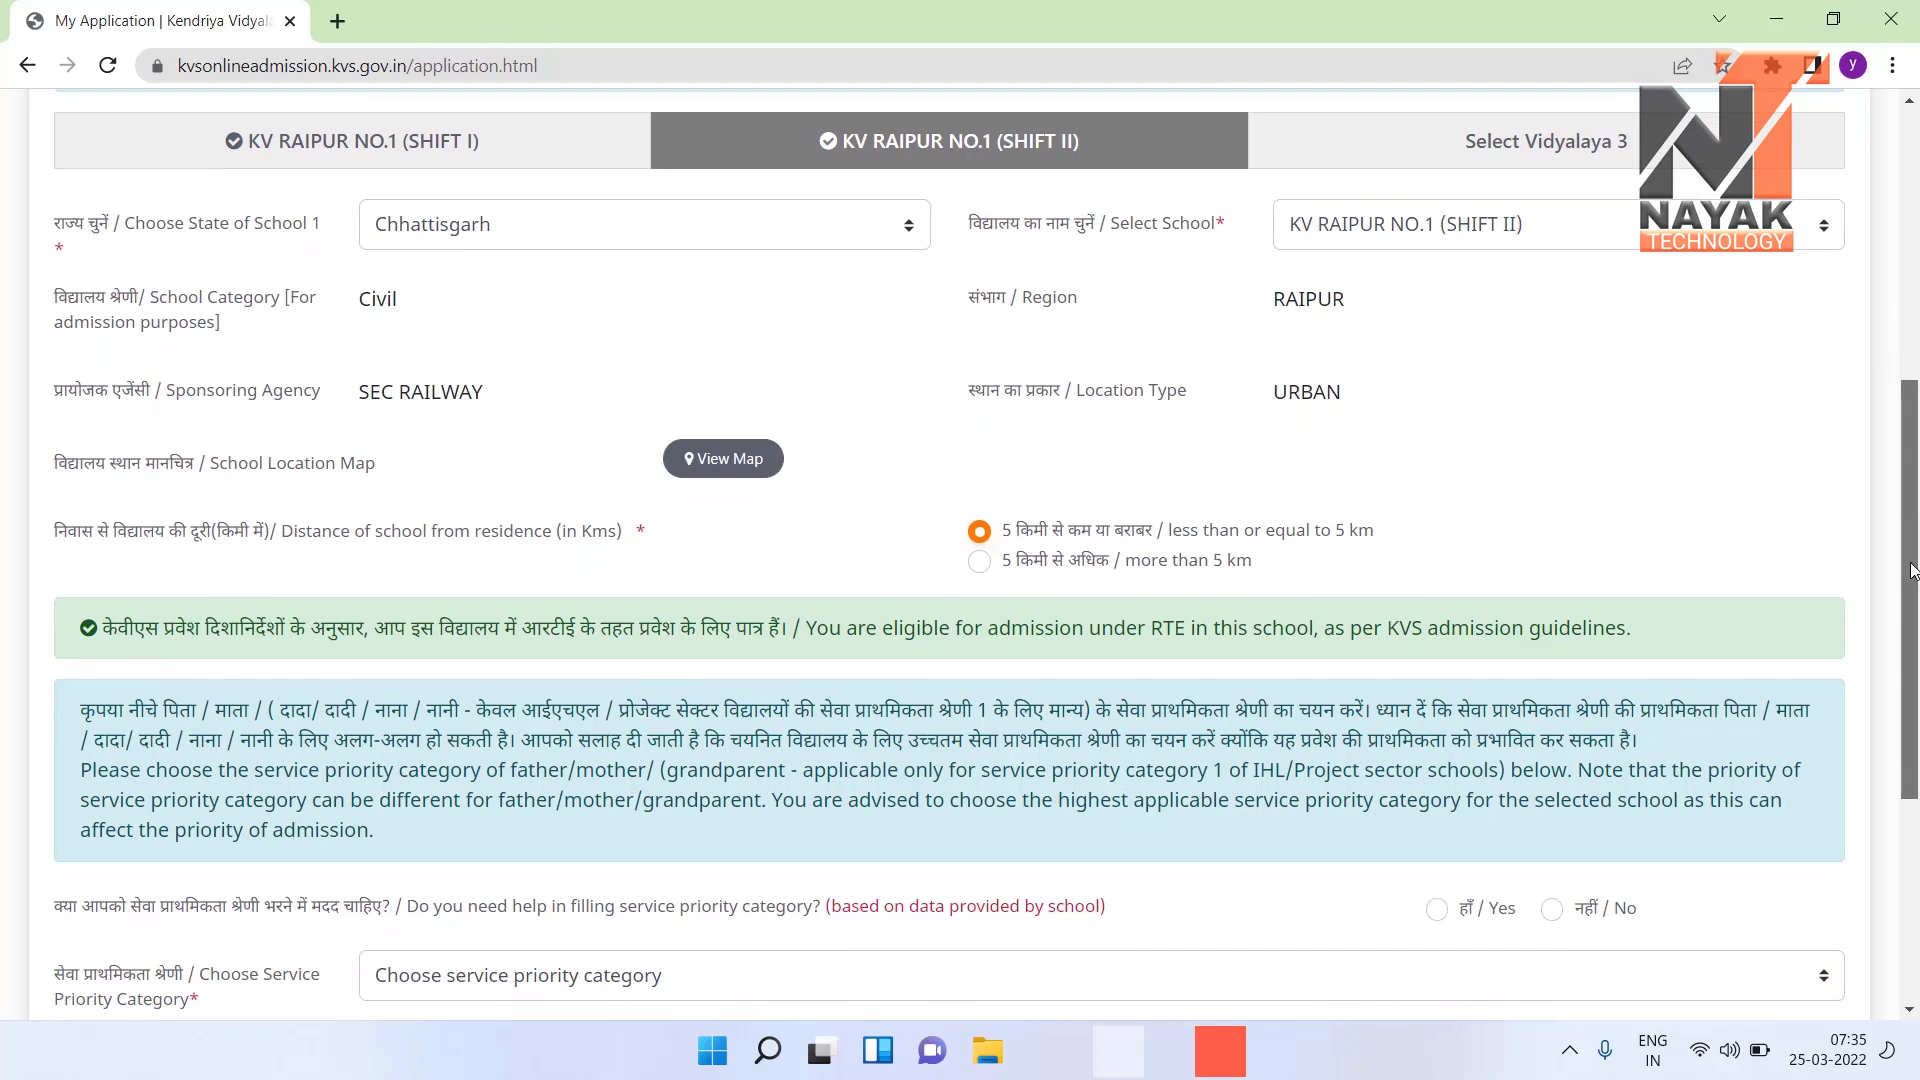 My Application | Kendriya Vidyala
kvsonlineadmission.kvs.gov.in/application.html
y
KV RAIPUR NO.1 (SHIFT I)
KV RAIPUR NO.1 (SHIFT II)
Select Vidyalaya 3
NAYAK
TECHNOLOGY
राज्य चुनें / Choose State of School 1
*
Chhattisgarh
विद्यालय का नाम चुनें / Select School*
KV RAIPUR NO.1 (SHIFT II)
विद्यालय श्रेणी/ School Category [For
admission purposes]
Civil
संभाग / Region
RAIPUR
प्रायोजक एजेंसी / Sponsoring Agency
SEC RAILWAY
स्थान का प्रकार / Location Type
URBAN
विद्यालय स्थान मानचित्र / School Location Map
View Map
निवास से विद्यालय की दूरी(किमी में)/ Distance of school from residence (in Kms) *
5 किमी से कम या बराबर / less than or equal to 5 km
5 किमी से अधिक / more than 5 km
केवीएस प्रवेश दिशानिर्देशों के अनुसार, आप इस विद्यालय में आरटीई के तहत प्रवेश के लिए पात्र हैं। / You are eligible for admission under RTE in this school, as per KVS admission guidelines.
कृपया नीचे पिता / माता / ( दादा/ दादी / नाना / नानी - केवल आईएचएल / प्रोजेक्ट सेक्टर विद्यालयों की सेवा प्राथमिकता श्रेणी 1 के लिए मान्य) के सेवा प्राथमिकता श्रेणी का चयन करें। ध्यान दें कि सेवा प्राथमिकता श्रेणी की प्राथमिकता पिता / माता
/ दादा/ दादी / नाना / नानी के लिए अलग-अलग हो सकती है। आपको सलाह दी जाती है कि चयनित विद्यालय के लिए उच्चतम सेवा प्राथमिकता श्रेणी का चयन करें क्योंकि यह प्रवेश की प्राथमिकता को प्रभावित कर सकता है।
Please choose the service priority category of father/mother/ (grandparent - applicable only for service priority category 1 of IHL/Project sector schools) below. Note that the priority of
service priority category can be different for father/mother/grandparent. You are advised to choose the highest applicable service priority category for the selected school as this can
affect the priority of admission.
क्या आपको सेवा प्राथमिकता श्रेणी भरने में मदद चाहिए? / Do you need help in filling service priority category? (based on data provided by school)
हाँ / Yes
नहीं / No
सेवा प्राथमिकता श्रेणी / Choose Service
Priority Category*
Choose service priority category
ENG
IN
07:35
25-03-2022